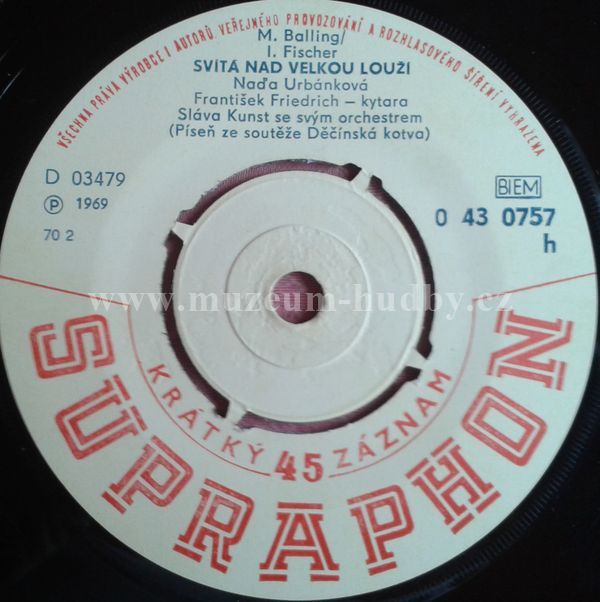 VŠECHNA PRÁVA VÝROBCE I AUTORŮ VEŘEJNÉHO PROVOZOVÁNÍ A ROZHLASOVÉHO ŠÍŘENÍ VYHRAZENA
M. Balling/
I. Fischer
SVÍTÁ NAD VELKOU LOUŽÍ
Naďa Urbánková
František Friedrich – kytara
Sláva Kunst se svým orchestrem
(Píseň ze soutěže Děčínská kotva)
D 03479
Ⓟ 1969
70 2
BIEM
0 43 0757
h
www.muzeum-hudby.cz
KRÁTKÝ 45 ZÁZNAM
SUPRAPHON